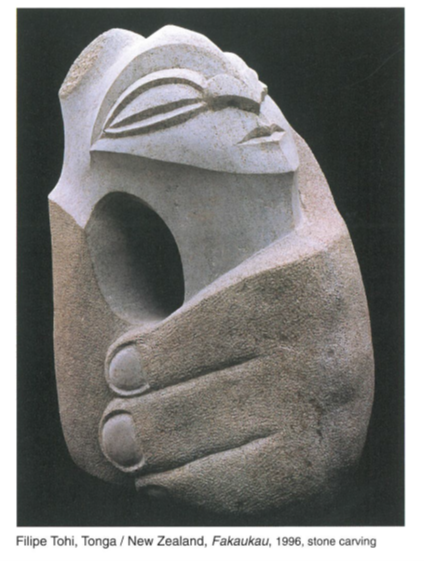 Filipe Tohi, Tonga / New Zealand, Fakaukau, 1996, stone carving